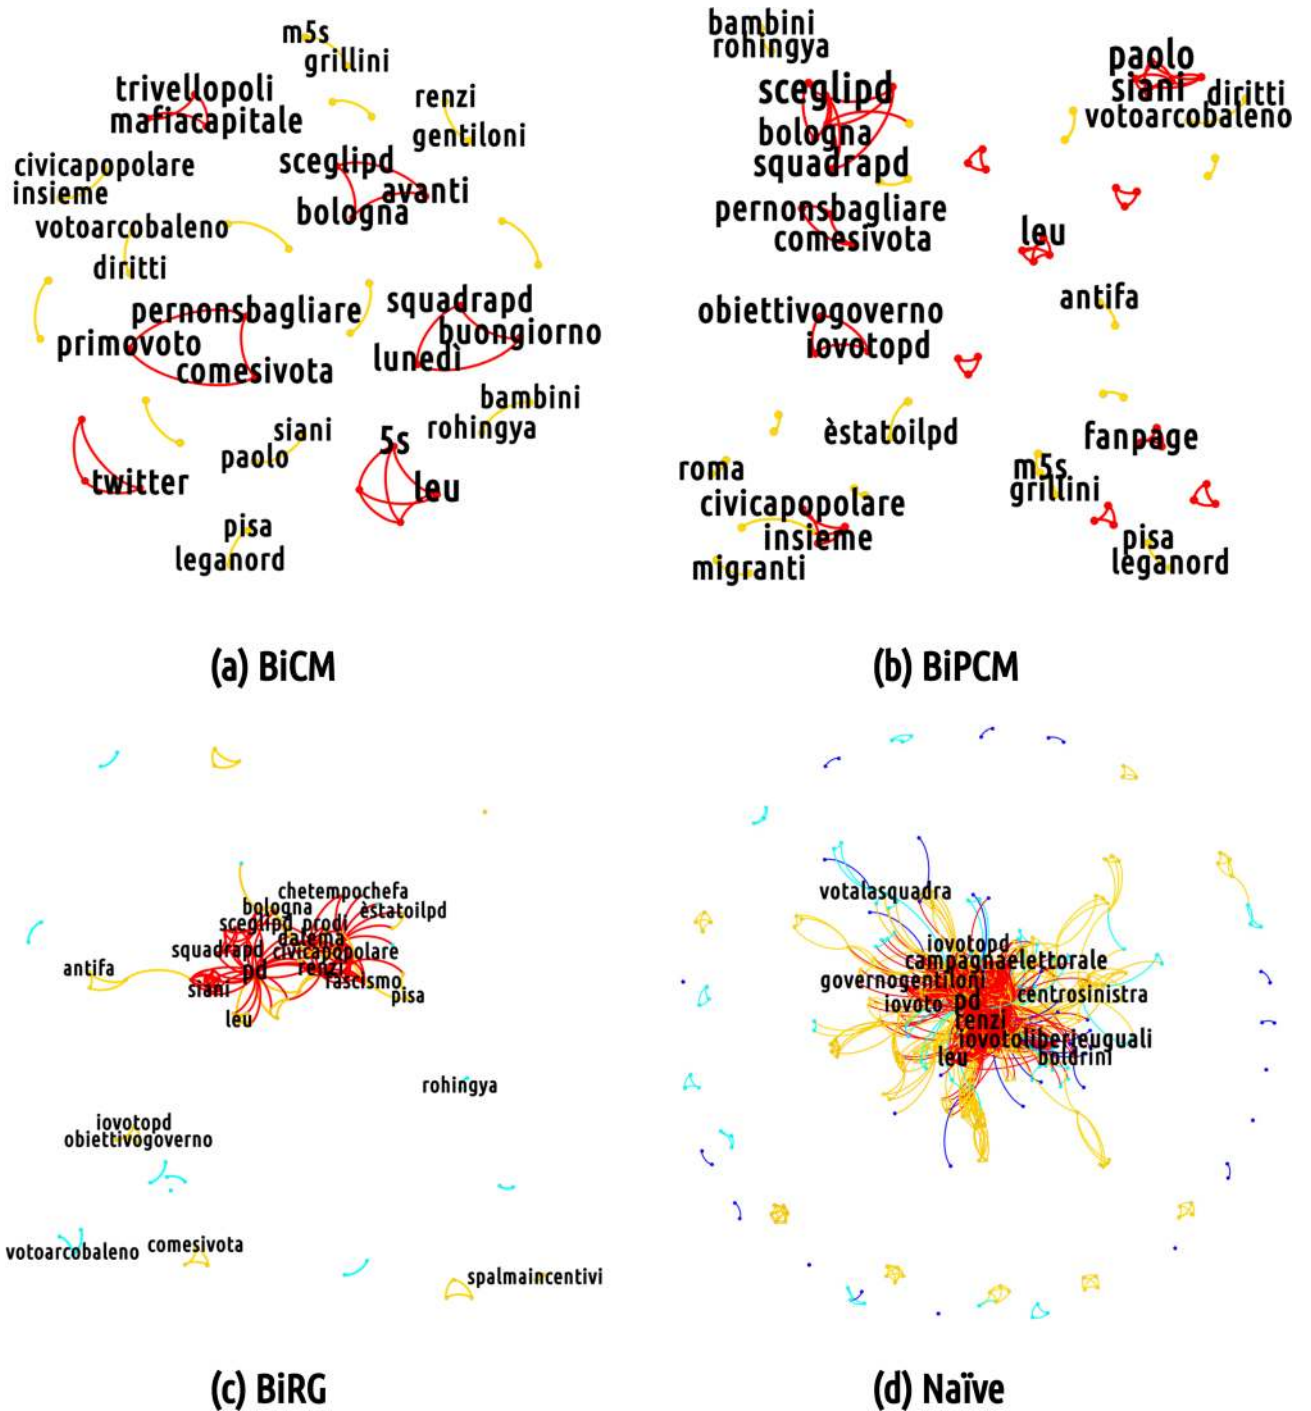 m5s
grillini
trivellopoli
mafiacapitale
renzi
gentiloni
civicapopolare
insieme
sceglipd
avanti
bologna
votoarcobaleno
diritti
pernonsbagliare
primovoto
comesivota
squadrapd
buongiorno
lunedì
bambini
rohingya
siani
paolo
5s
leu
twitter
pisa
leganord
(a) BiCM
bambini
rohingya
paolo
siani
diritti
votoarcobaleno
sceglipd
bologna
squadrapd
pernonsbagliare
comesivota
leu
antifa
obiettivogoverno
iovotopd
èstatoilpd
fanpage
roma
m5s
grillini
civicapopolare
insieme
migranti
pisa
leganord
(b) BiPCM
chetempochefa
bologna
èstatoilpd
sceglipd
prodi
dalema
squadrapd
civicapopolare
pd
renzi
fascismo
antifa
siani
pisa
leu
rohingya
iovotopd
obiettivogoverno
votoarcobaleno
comesivota
spalmaincentivi
(c) BiRG
votalasquadra
iovotopd
campagnaelettorale
governogentiloni
centrosinistra
iovoto
pd
renzi
iovotoliberieuguali
leu
boldrini
(d) Naïve